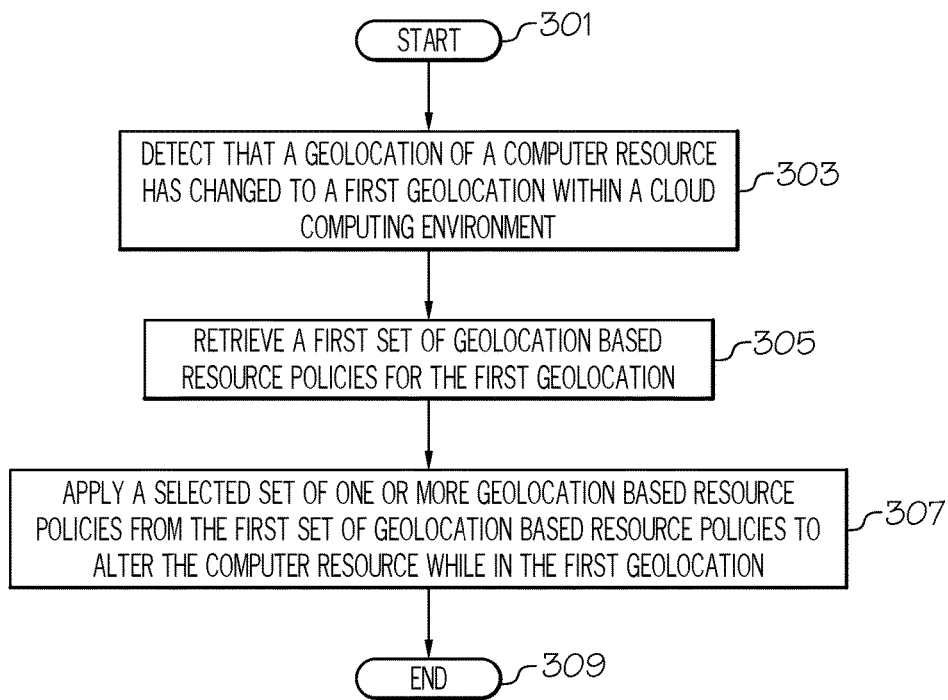 START
301
DETECT THAT A GEOLOCATION OF A COMPUTER RESOURCE
HAS CHANGED TO A FIRST GEOLOCATION WITHIN A CLOUD
COMPUTING ENVIRONMENT
303
RETRIEVE A FIRST SET OF GEOLOCATION BASED
RESOURCE POLICIES FOR THE FIRST GEOLOCATION
305
APPLY A SELECTED SET OF ONE OR MORE GEOLOCATION BASED RESOURCE
POLICIES FROM THE FIRST SET OF GEOLOCATION BASED RESOURCE POLICIES TO
ALTER THE COMPUTER RESOURCE WHILE IN THE FIRST GEOLOCATION
307
END
309